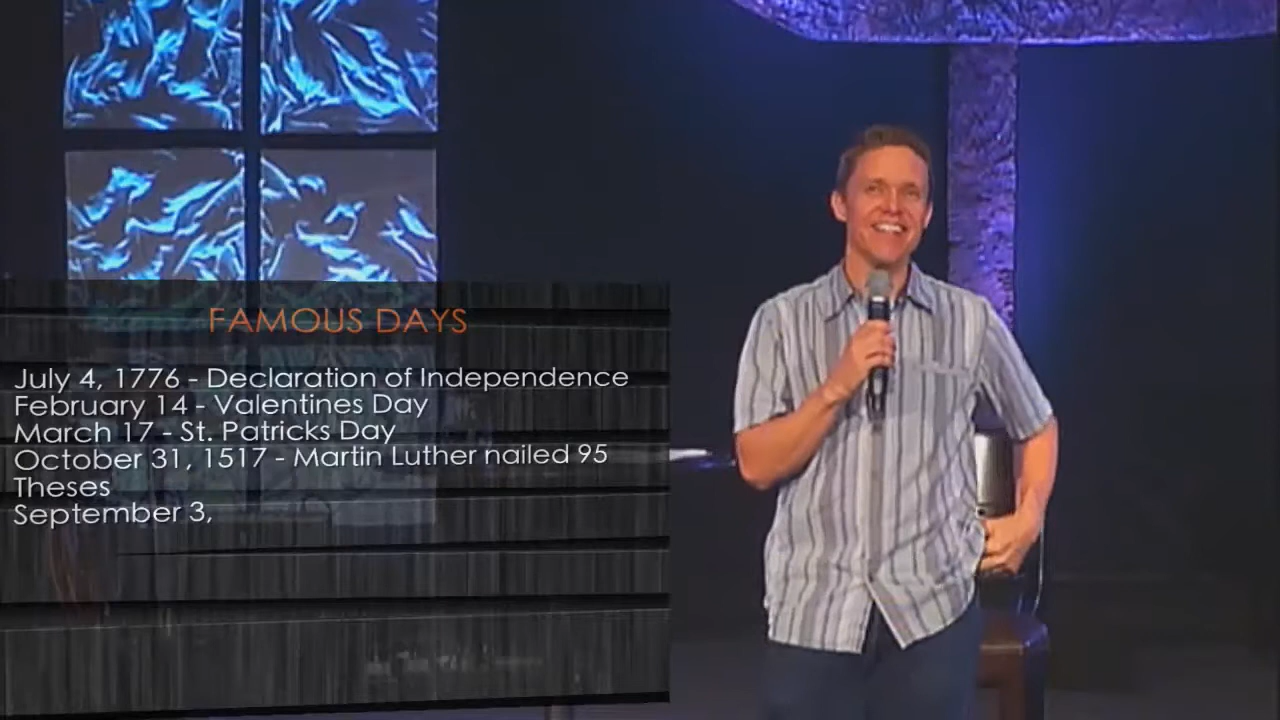 FAMOUS DAYS
July 4, 1776 - Declaration of Independence
February 14 - Valentines Day
March 17 - St. Patricks Day
October 31, 1517 - Martin Luther nailed 95
Theses
September 3,